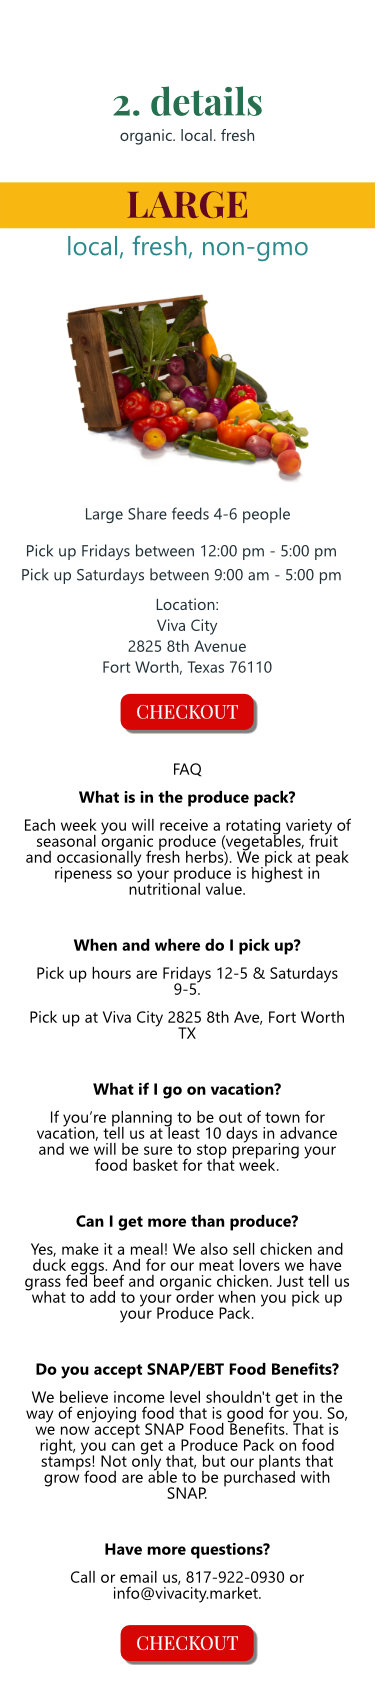 2. details
organic. local. fresh
LARGE
local, fresh, non-gmo
Large Share feeds 4-6 people
Pick up Fridays between 12:00 pm - 5:00 pm
Pick up Saturdays between 9:00 am - 5:00 pm
Location:
Viva City
2825 8th Avenue
Fort Worth, Texas 76110
CHECKOUT
FAQ
What is in the produce pack?
Each week you will receive a rotating variety of
seasonal organic produce (vegetables, fruit
and occasionally fresh herbs). We pick at peak
ripeness so your produce is highest in
nutritional value.
When and where do I pick up?
Pick up hours are Fridays 12-5 & Saturdays
9-5.
Pick up at Viva City 2825 8th Ave, Fort Worth
TX
What if I go on vacation?
If you’re planning to be out of town for
vacation, tell us at least 10 days in advance
and we will be sure to stop preparing your
food basket for that week.
Can I get more than produce?
Yes, make it a meal! We also sell chicken and
duck eggs. And for our meat lovers we have
grass fed beef and organic chicken. Just tell us
what to add to your order when you pick up
your Produce Pack.
Do you accept SNAP/EBT Food Benefits?
We believe income level shouldn't get in the
way of enjoying food that is good for you. So,
we now accept SNAP Food Benefits. That is
right, you can get a Produce Pack on food
stamps! Not only that, but our plants that
grow food are able to be purchased with
SNAP.
Have more questions?
Call or email us, 817-922-0930 or
info@vivacity.market.
CHECKOUT